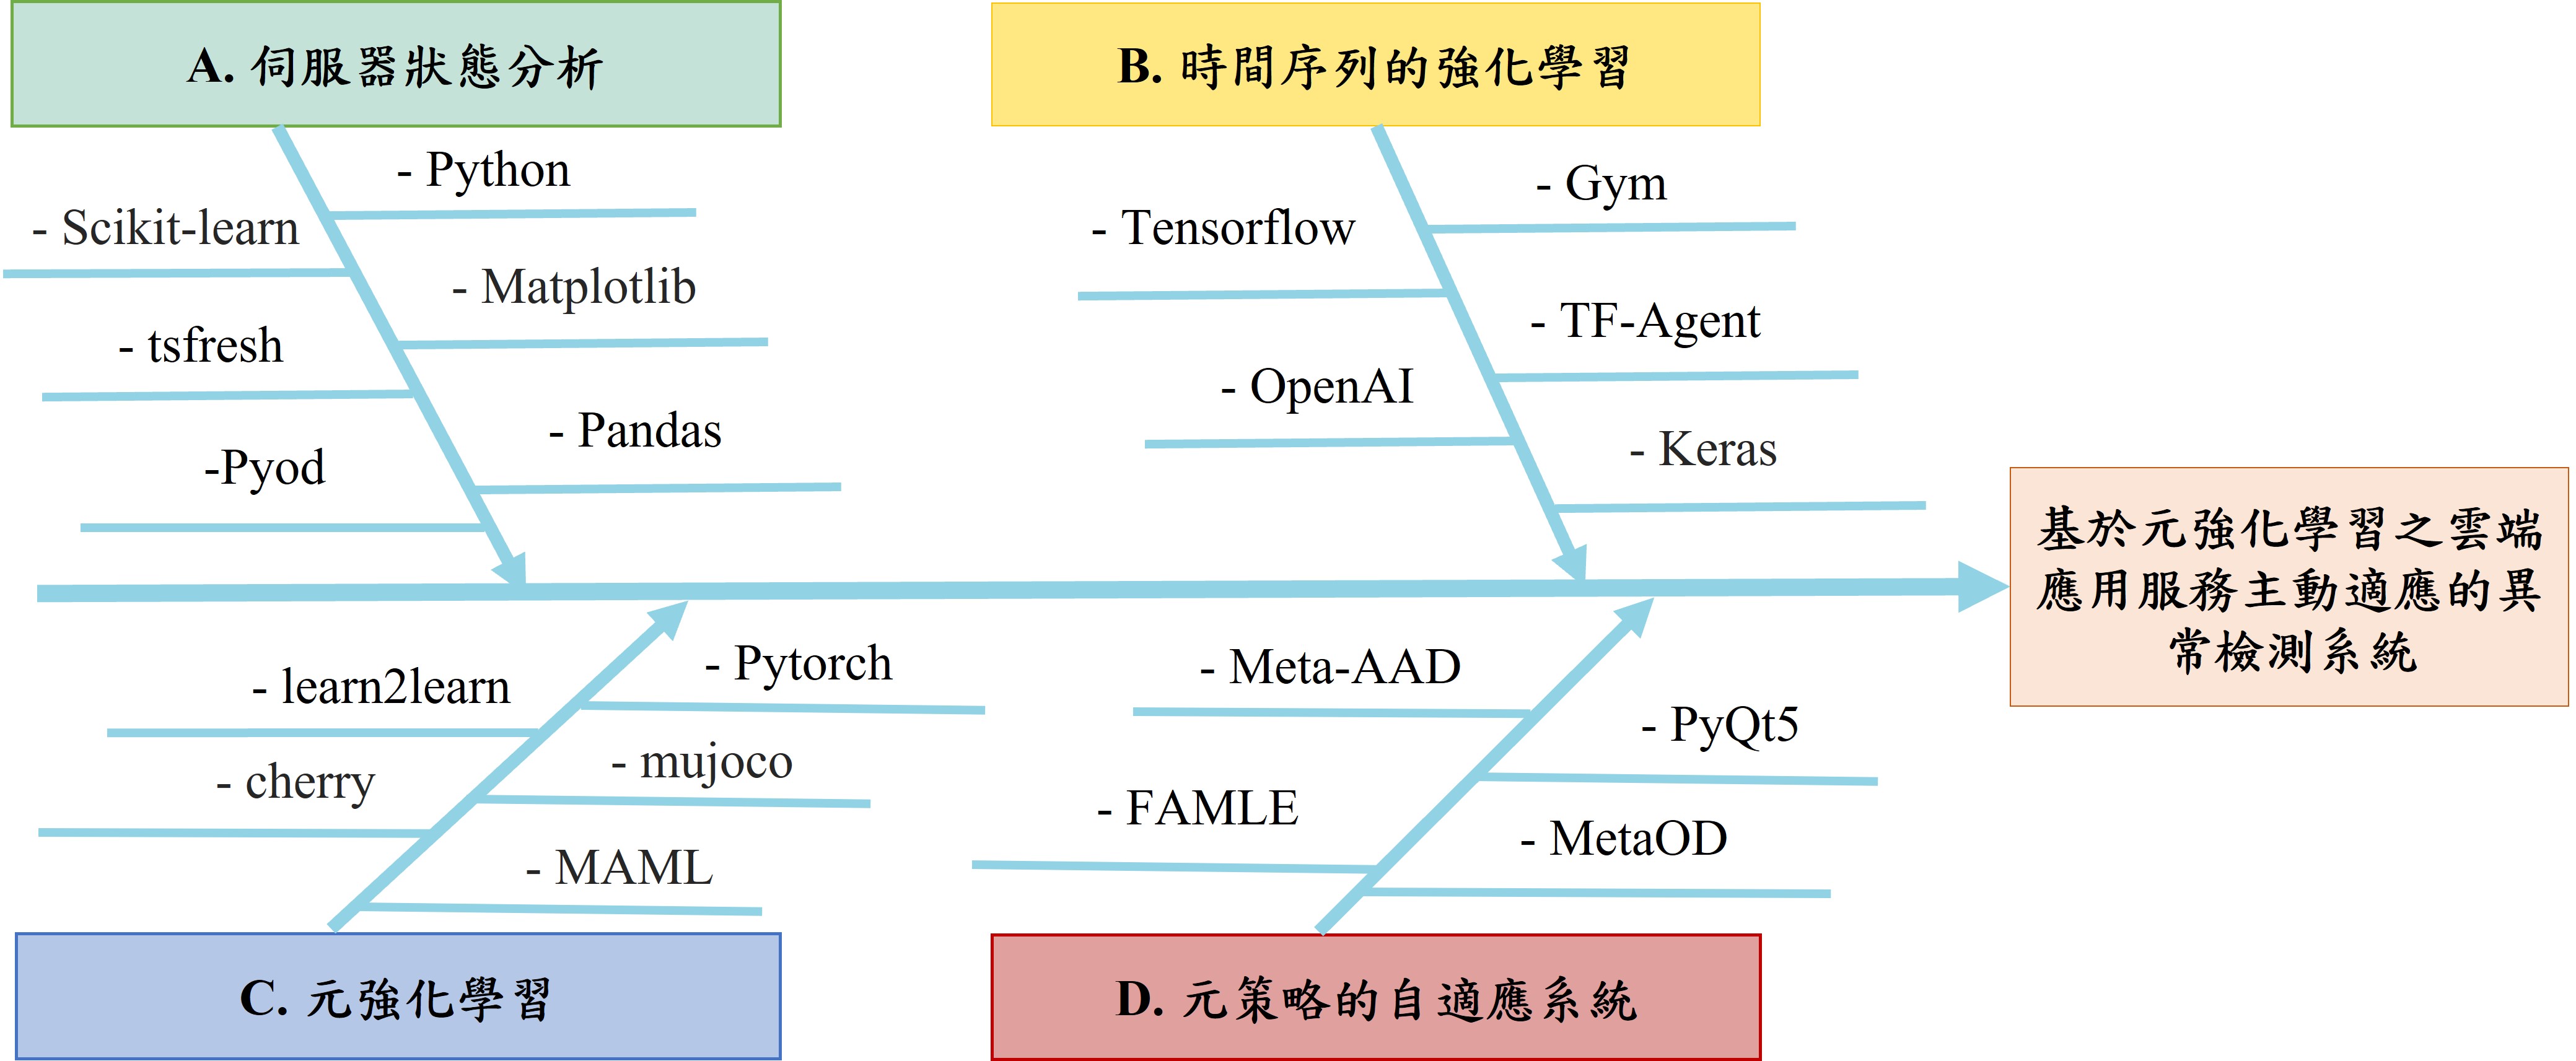 A. 伺服器狀態分析
- Python
- Scikit-learn
- Matplotlib
- tsfresh
- Pandas
-Pyod
B. 時間序列的強化學習
- Gym
- Tensorflow
- TF-Agent
- OpenAI
- Keras
基於元強化學習之雲端
應用服務主動適應的異
常檢測系統
- Pytorch
- learn2learn
- mujoco
- cherry
- MAML
C. 元強化學習
- Meta-AAD
- PyQt5
- FAMLE
- MetaOD
D. 元策略的自適應系統